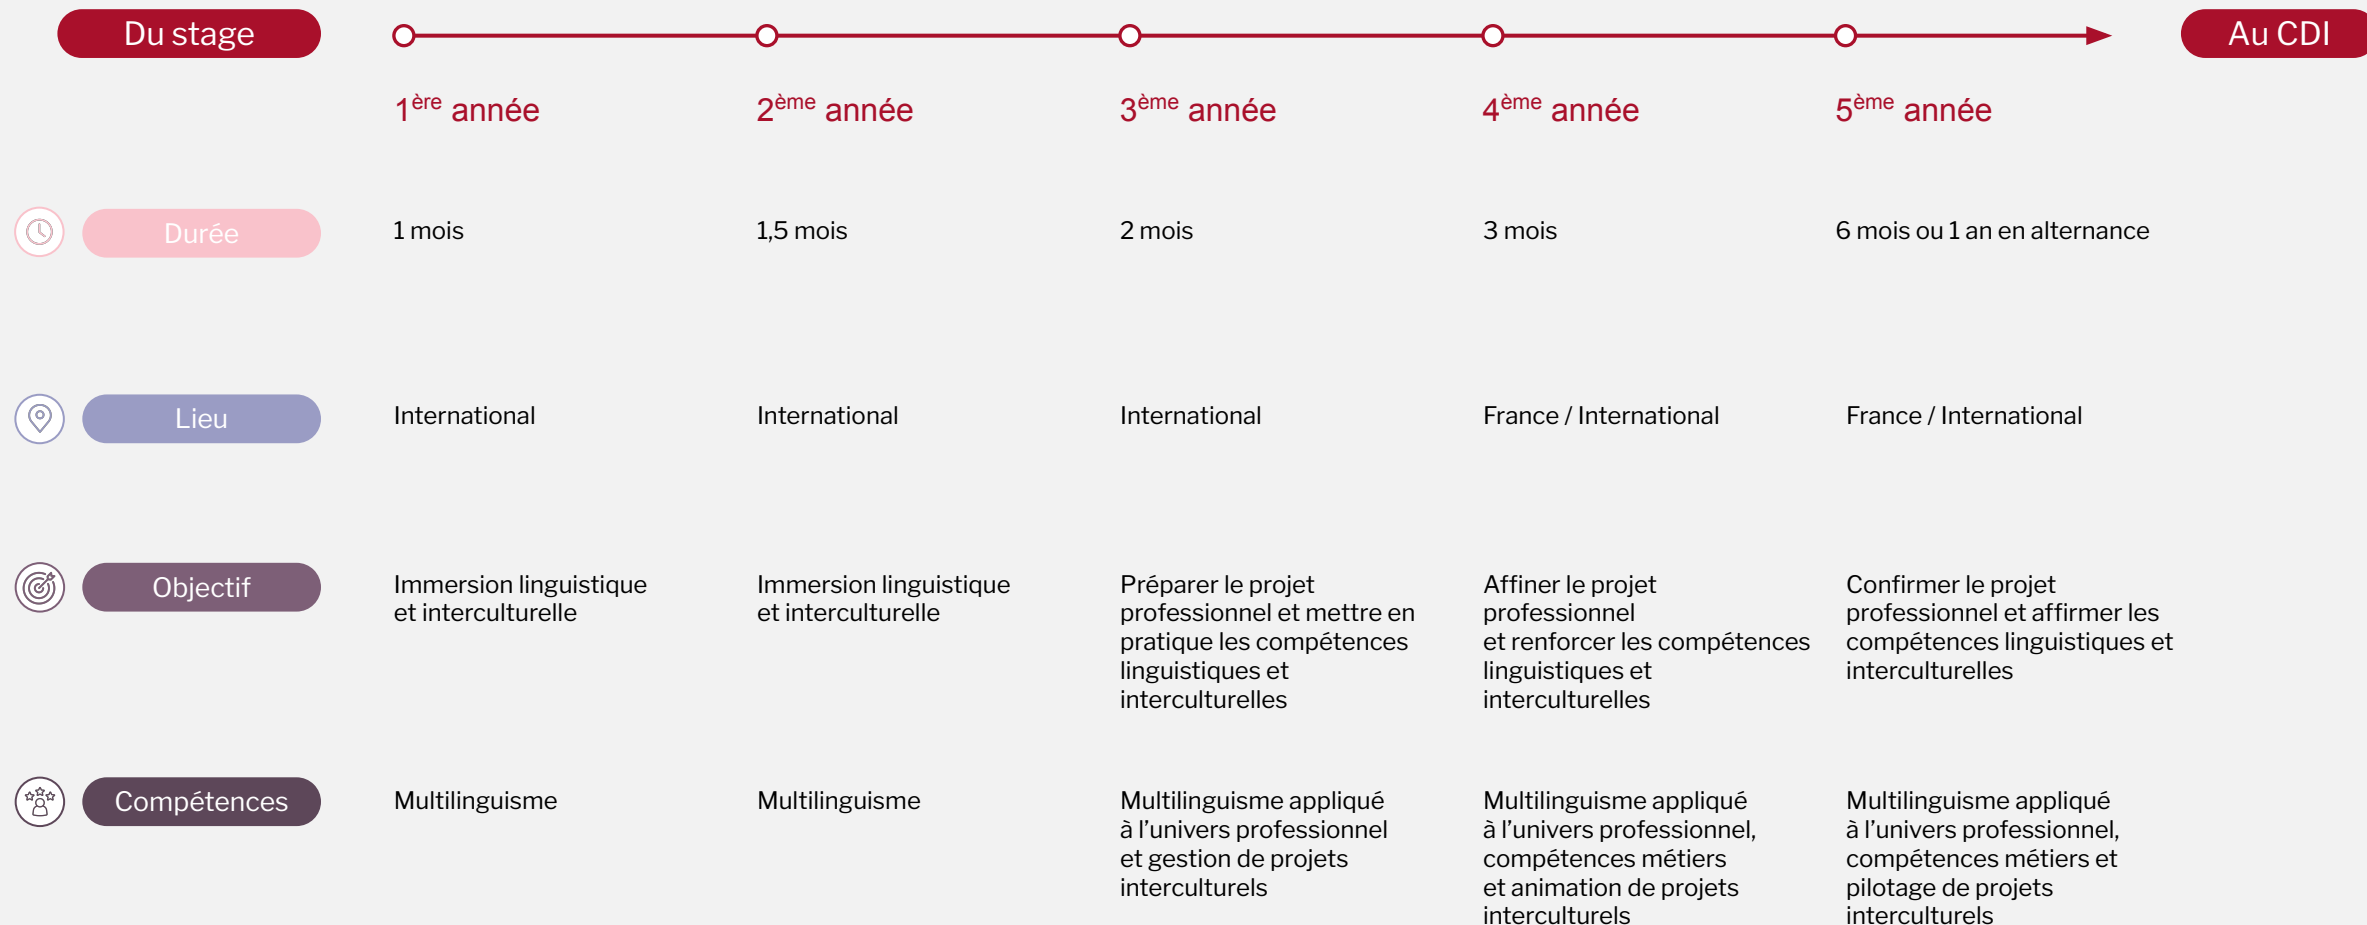 Du stage
Au CDI
1ère année
2ème année
3ème année
4ème année
5ème année
Durée
1 mois
1,5 mois
2 mois
3 mois
6 mois ou 1 an en alternance
Lieu
International
International
International
France / International
France / International
Objectif
Immersion linguistique
et interculturelle
Immersion linguistique
et interculturelle
Préparer le projet
professionnel et mettre en
pratique les compétences
linguistiques et
interculturelles
Affiner le projet
professionnel
et renforcer les compétences
linguistiques et
interculturelles
Confirmer le projet
professionnel et affirmer les
compétences linguistiques et
interculturelles
Compétences
Multilinguisme
Multilinguisme
Multilinguisme appliqué
à l’univers professionnel
et gestion de projets
interculturels
Multilinguisme appliqué
à l’univers professionnel,
compétences métiers
et animation de projets
interculturels
Multilinguisme appliqué
à l’univers professionnel,
compétences métiers et
pilotage de projets
interculturels